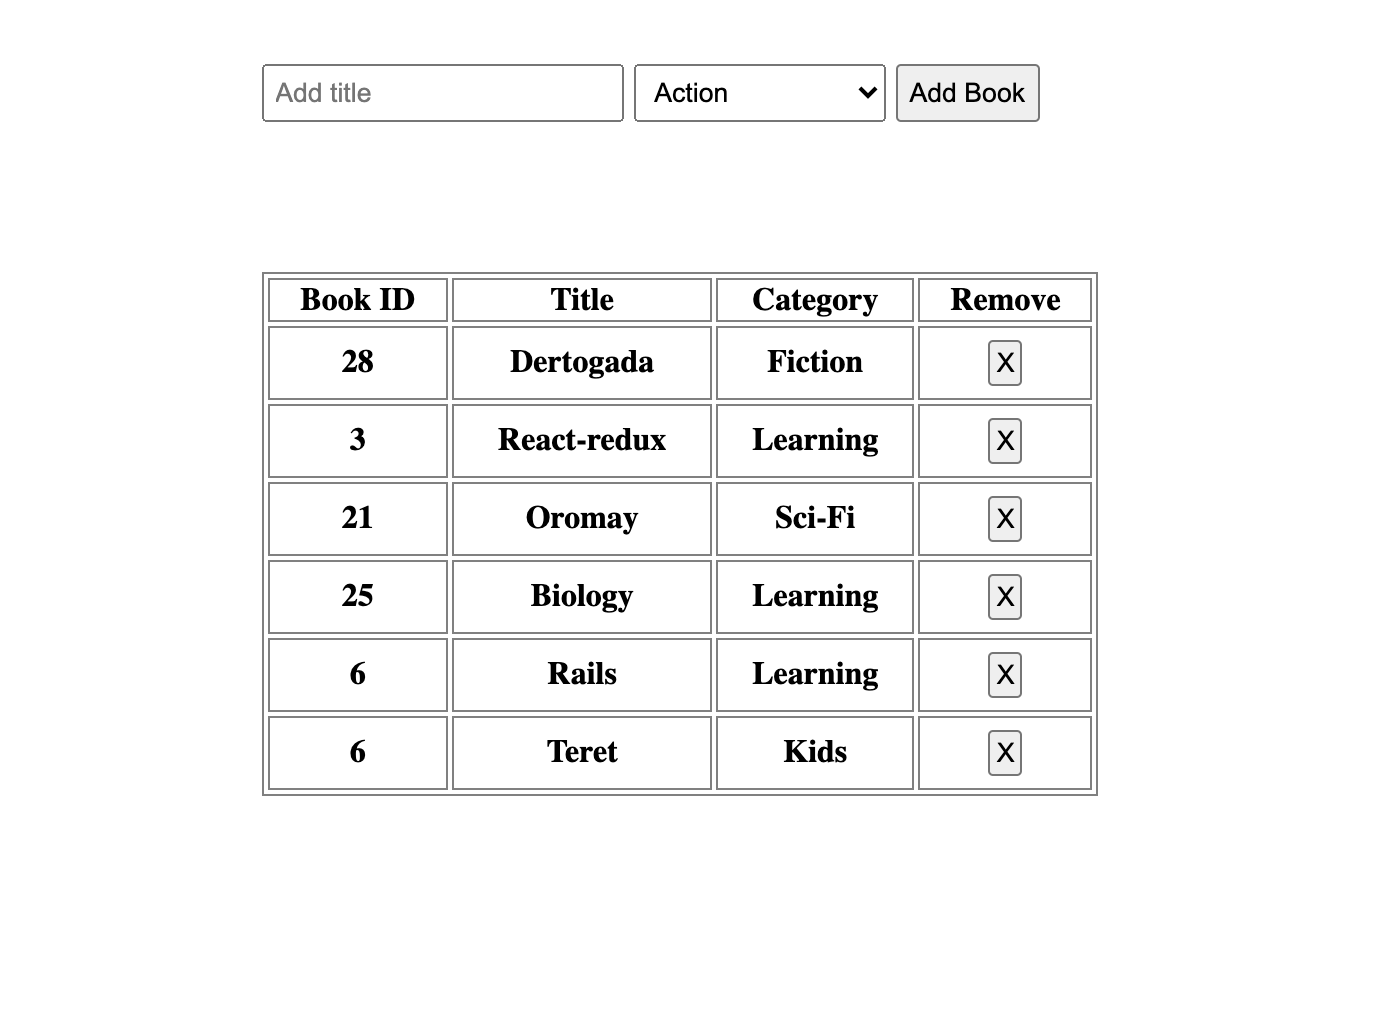 Add title Action Add Book
Book ID Title Category Remove
28 Dertogada Fiction X
3 React-redux Learning X
21 Oromay Sci-Fi X
25 Biology Learning X
6 Rails Learning X
6 Teret Kids X